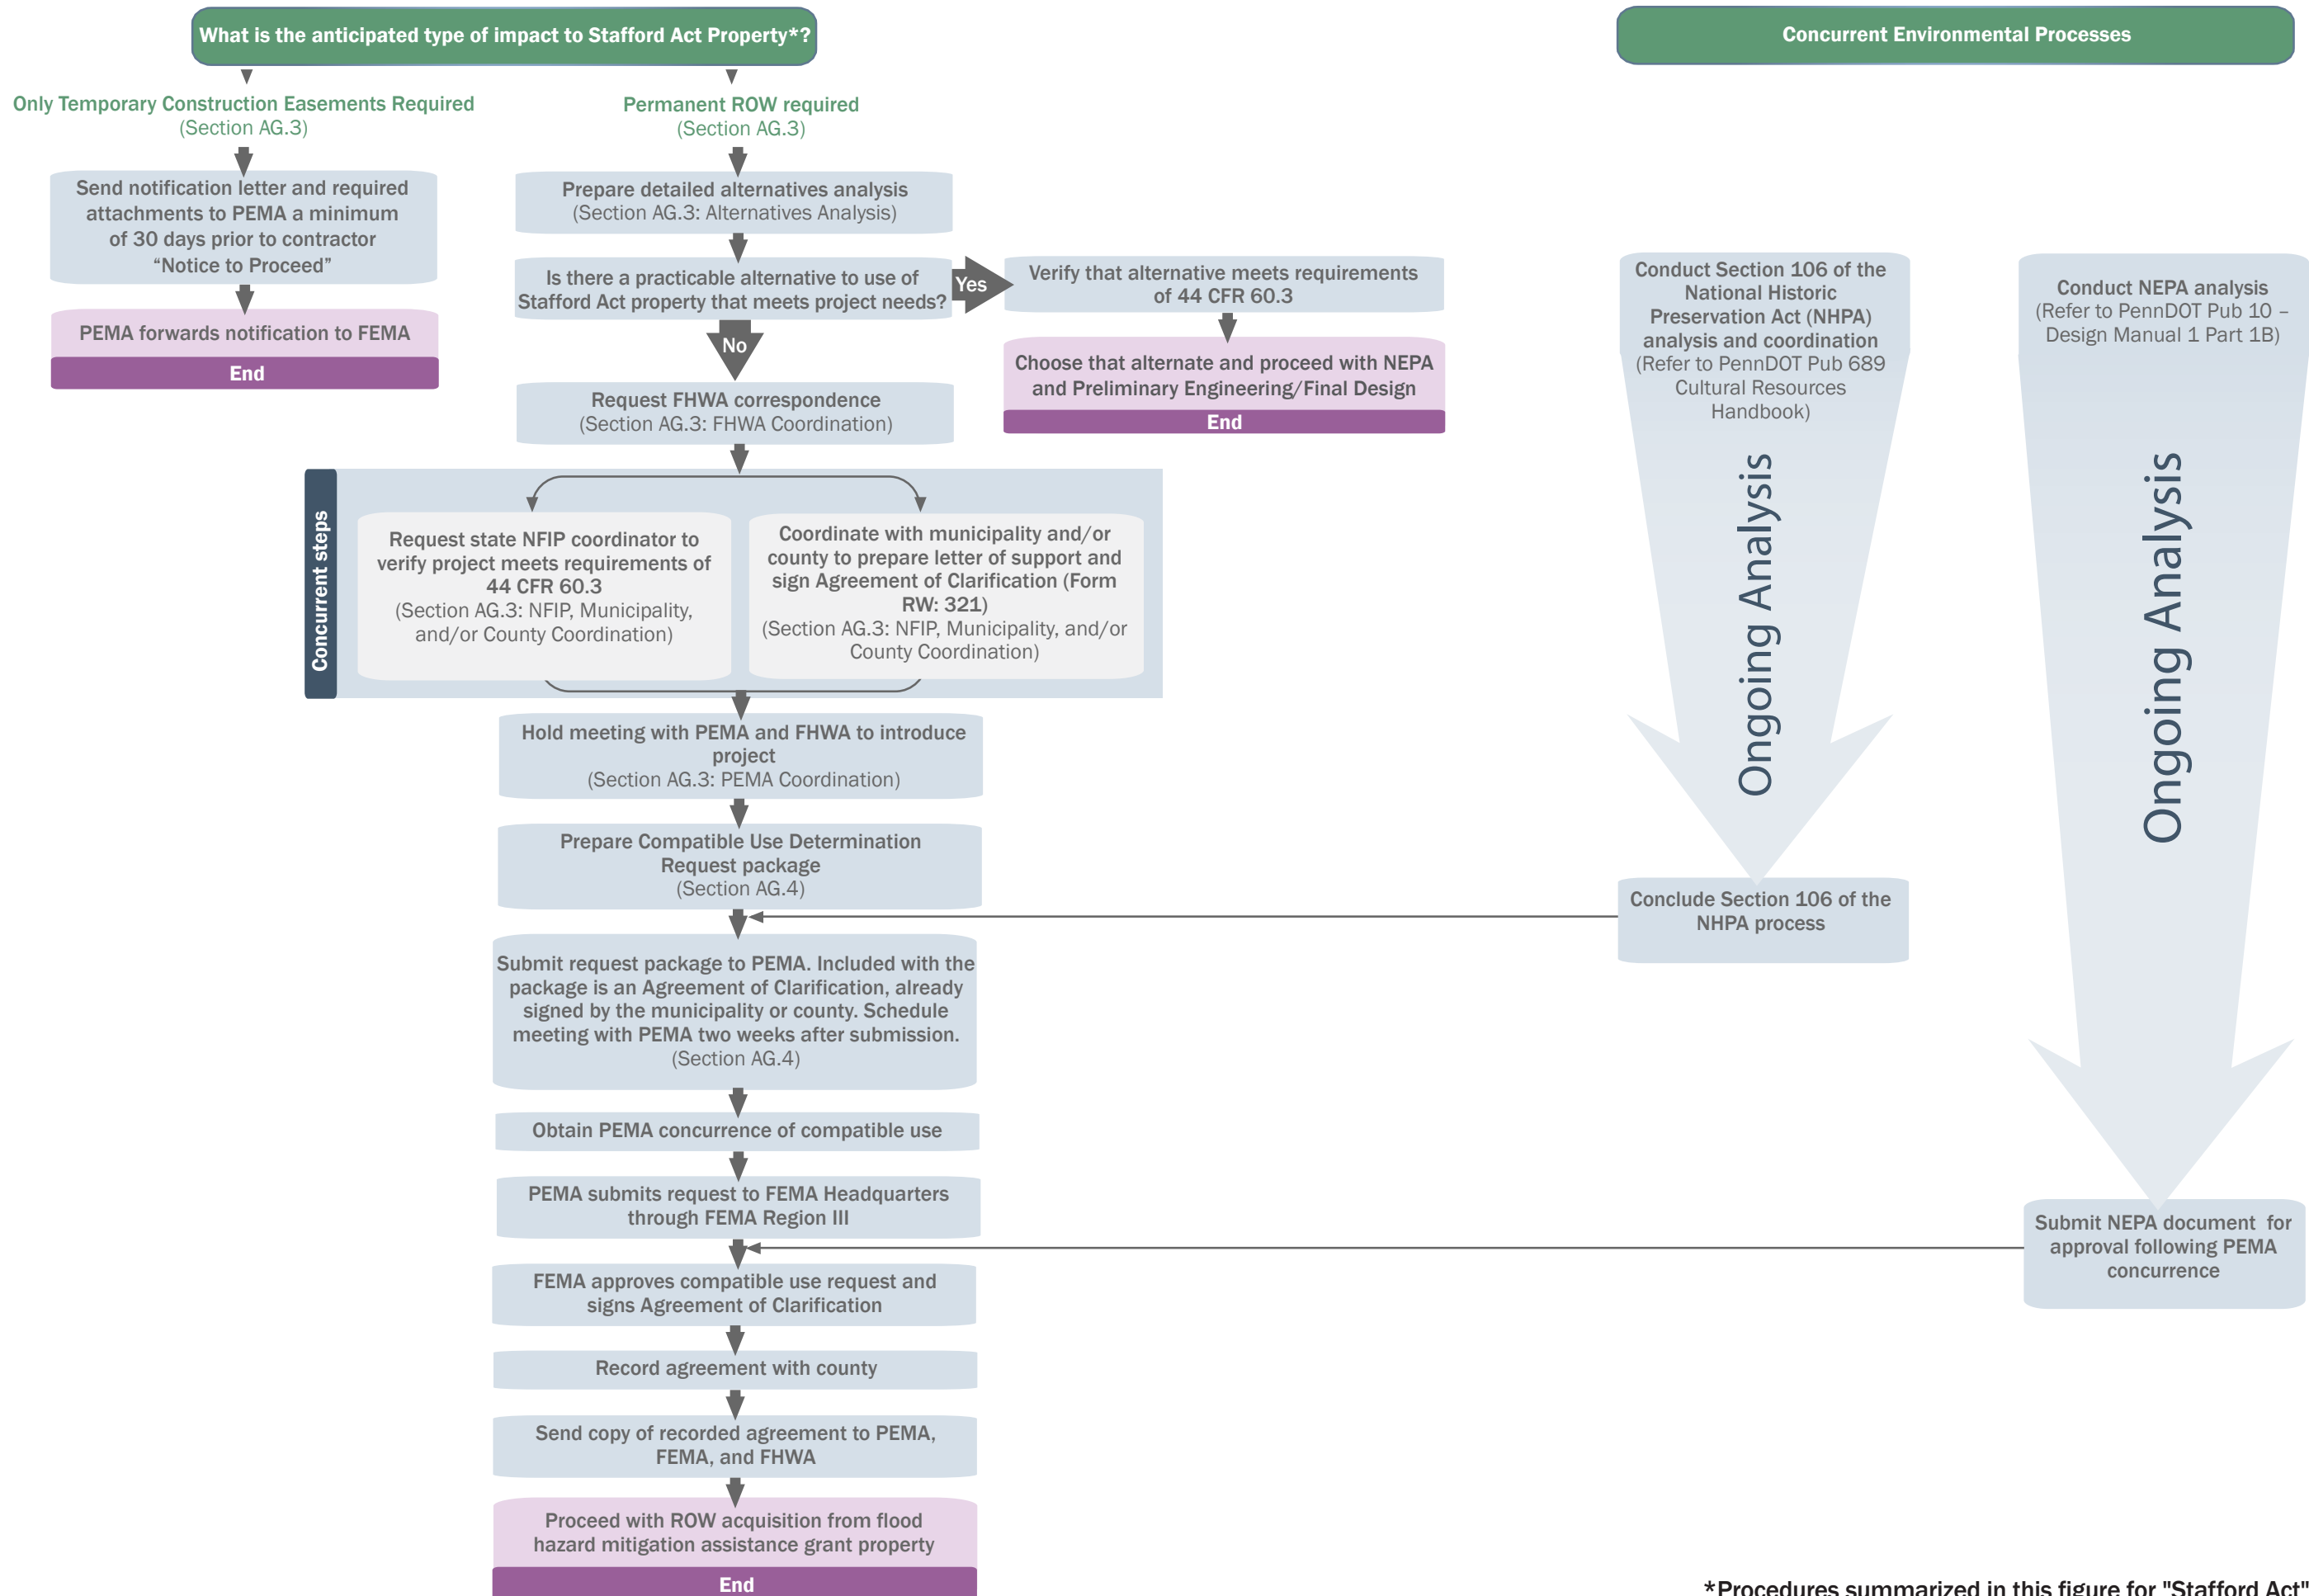 What is the anticipated type of impact to Stafford Act Property*?
Only Temporary Construction Easements Required
(Section AG.3)
Send notification letter and required
attachments to PEMA a minimum
of 30 days prior to contractor
“Notice to Proceed”
PEMA forwards notification to FEMA
End
Permanent ROW required
(Section AG.3)
Prepare detailed alternatives analysis
(Section AG.3: Alternatives Analysis)
Is there a practicable alternative to use of
Stafford Act property that meets project needs?
Yes
Verify that alternative meets requirements
of 44 CFR 60.3
Choose that alternate and proceed with NEPA
and Preliminary Engineering/Final Design
End
No
Request FHWA correspondence
(Section AG.3: FHWA Coordination)
Concurrent steps
Request state NFIP coordinator to
verify project meets requirements of
44 CFR 60.3
(Section AG.3: NFIP, Municipality,
and/or County Coordination)
Coordinate with municipality and/or
county to prepare letter of support and
sign Agreement of Clarification (Form
RW: 321)
(Section AG.3: NFIP, Municipality, and/or
County Coordination)
Hold meeting with PEMA and FHWA to introduce
project
(Section AG.3: PEMA Coordination)
Prepare Compatible Use Determination
Request package
(Section AG.4)
Submit request package to PEMA. Included with the
package is an Agreement of Clarification, already
signed by the municipality or county. Schedule
meeting with PEMA two weeks after submission.
(Section AG.4)
Obtain PEMA concurrence of compatible use
PEMA submits request to FEMA Headquarters
through FEMA Region III
FEMA approves compatible use request and
signs Agreement of Clarification
Record agreement with county
Send copy of recorded agreement to PEMA,
FEMA, and FHWA
Proceed with ROW acquisition from flood
hazard mitigation assistance grant property
End
Concurrent Environmental Processes
Conduct Section 106 of the
National Historic
Preservation Act (NHPA)
analysis and coordination
(Refer to PennDOT Pub 689
Cultural Resources
Handbook)
Ongoing Analysis
Conclude Section 106 of the
NHPA process
Conduct NEPA analysis
(Refer to PennDOT Pub 10 –
Design Manual 1 Part 1B)
Ongoing Analysis
Submit NEPA document for
approval following PEMA
concurrence
*Procedures summarized in this figure for "Stafford Act"